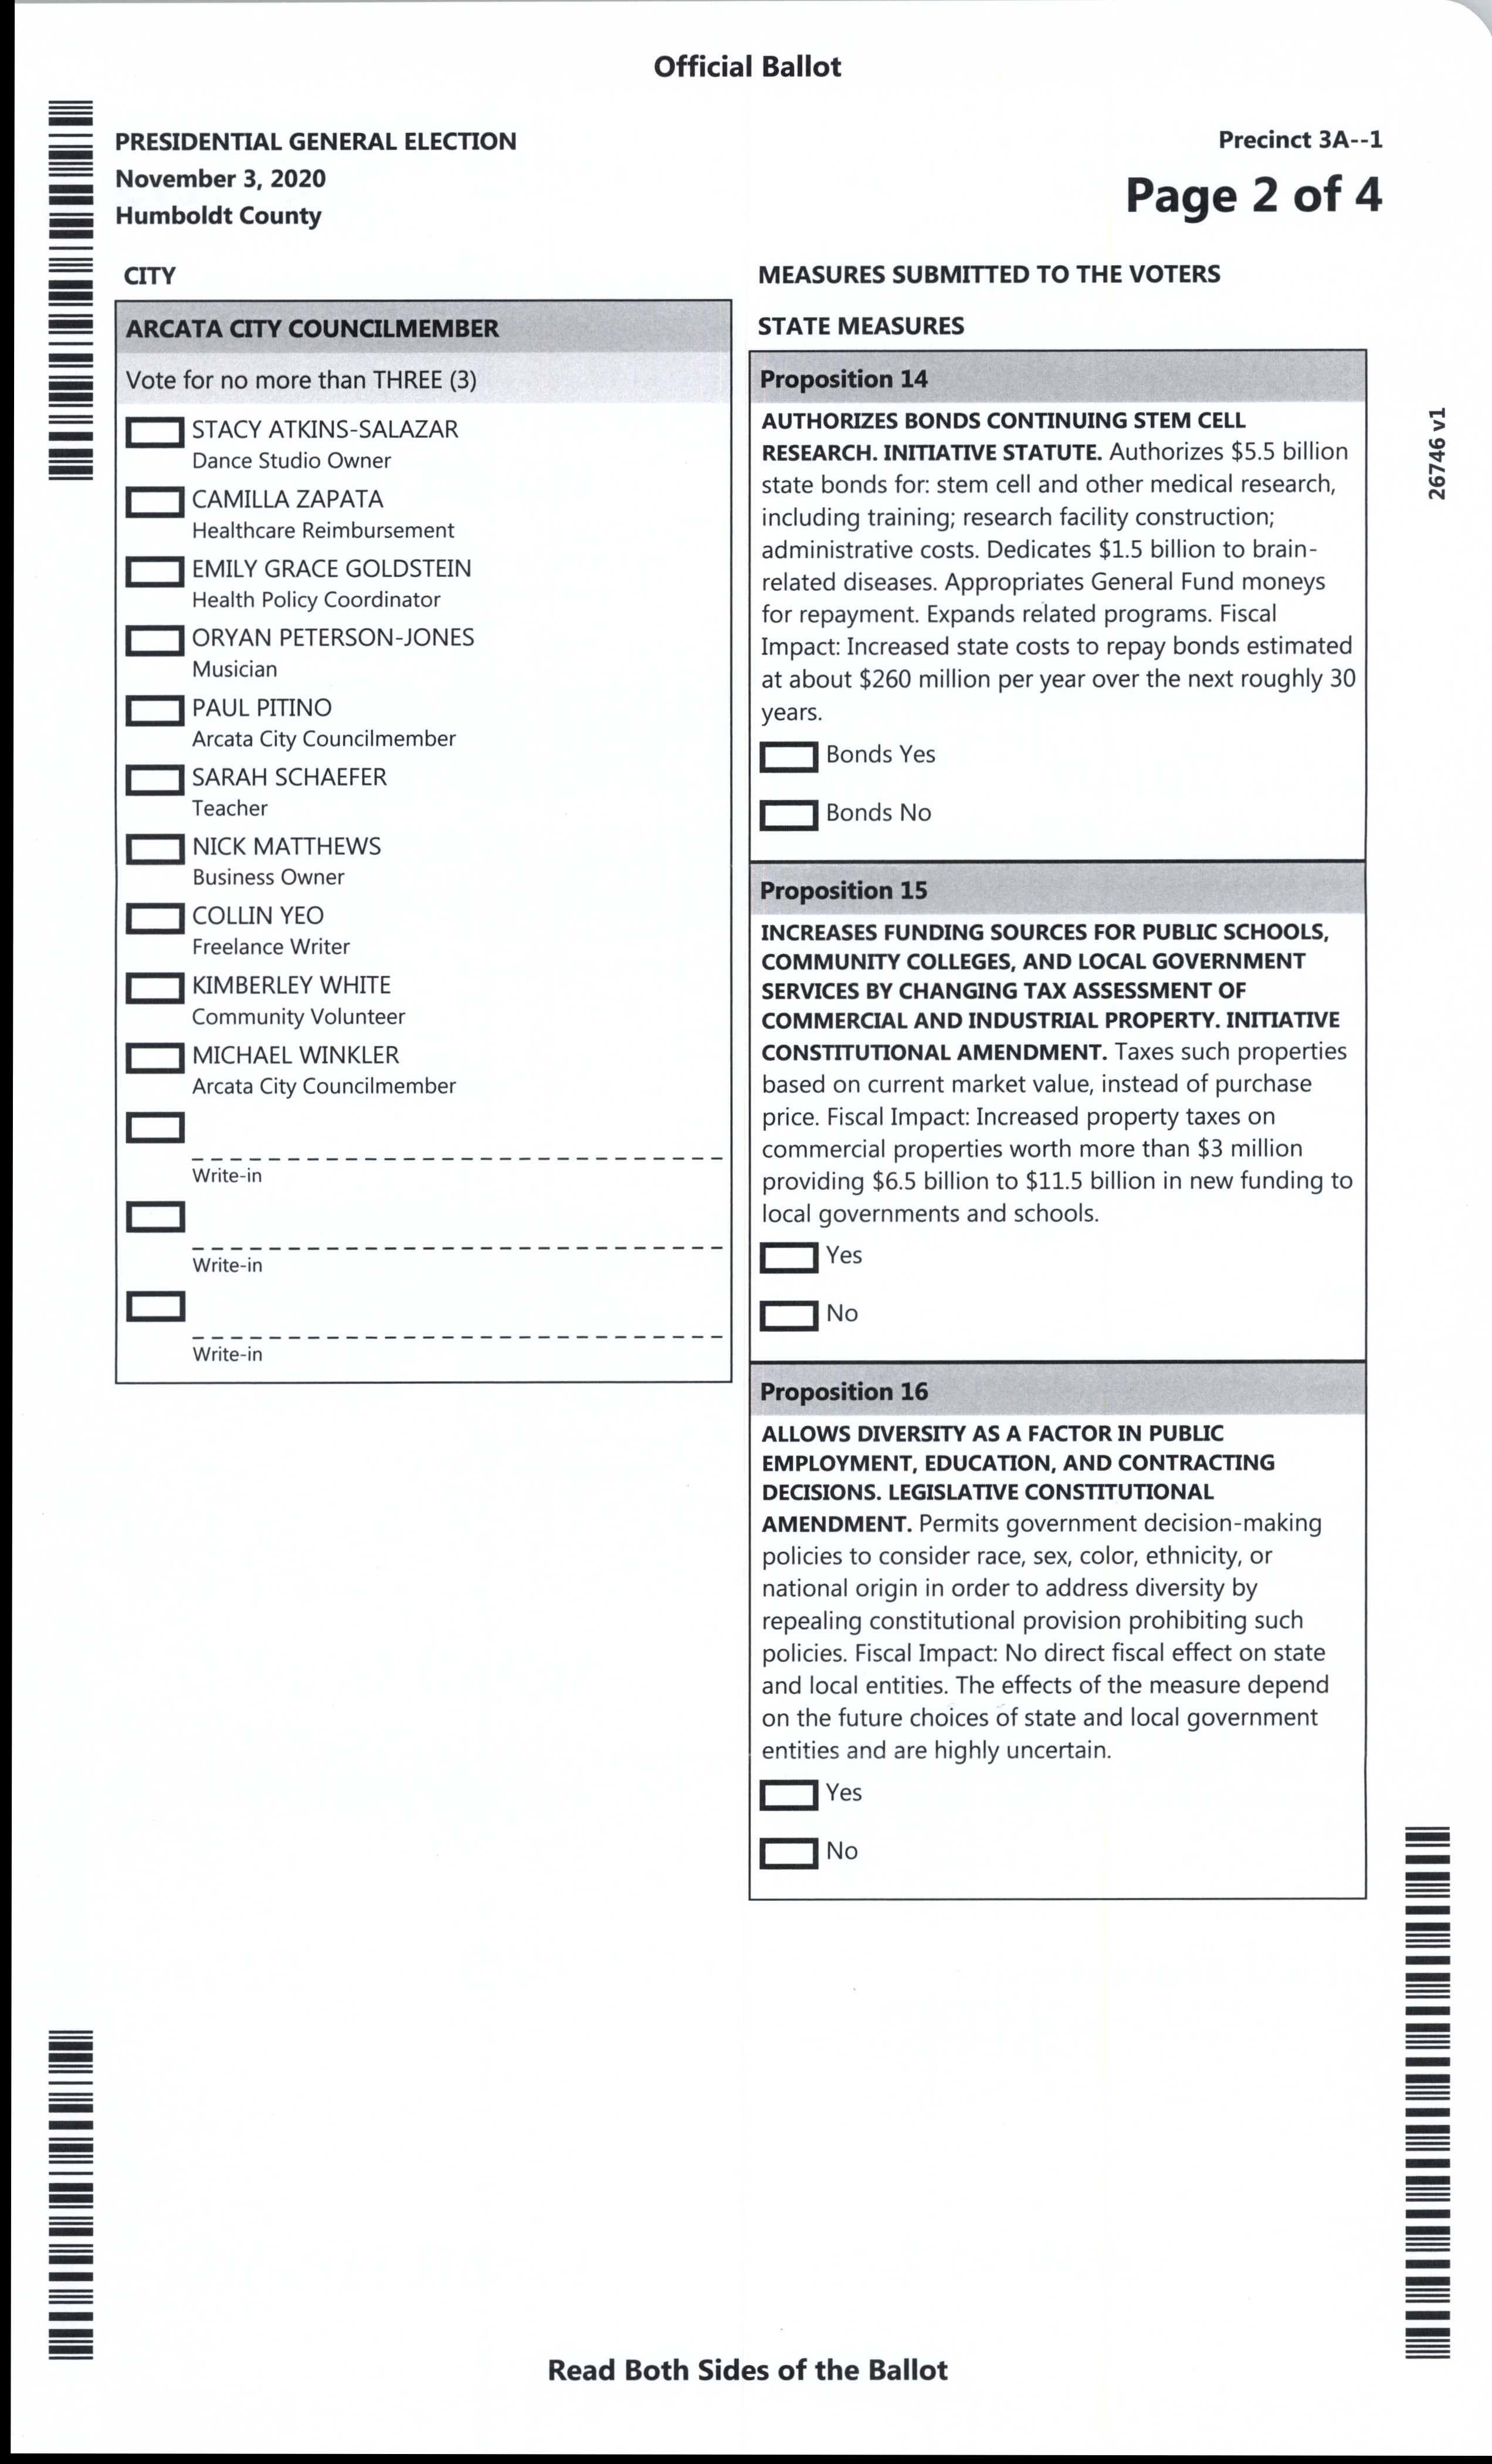 Official Ballot
PRESIDENTIAL GENERAL ELECTION
November 3, 2020
Humboldt County
Precinct 3A--1
Page 2 of 4
CITY
ARCATA CITY COUNCILMEMBER
Vote for no more than THREE (3)
STACY ATKINS-SALAZAR
Dance Studio Owner
CAMILLA ZAPATA
Healthcare Reimbursement
EMILY GRACE GOLDSTEIN
Health Policy Coordinator
ORYAN PETERSON-JONES
Musician
PAUL PITINO
Arcata City Councilmember
SARAH SCHAEFER
Teacher
NICK MATTHEWS
Business Owner
COLLIN YEO
Freelance Writer
KIMBERLEY WHITE
Community Volunteer
MICHAEL WINKLER
Arcata City Councilmember
Write-in
Write-in
Write-in
MEASURES SUBMITTED TO THE VOTERS
STATE MEASURES
Proposition 14
AUTHORIZES BONDS CONTINUING STEM CELL
RESEARCH. INITIATIVE STATUTE. Authorizes $5.5 billion
state bonds for: stem cell and other medical research,
including training; research facility construction;
administrative costs. Dedicates $1.5 billion to brain-
related diseases. Appropriates General Fund moneys
for repayment. Expands related programs. Fiscal
Impact: Increased state costs to repay bonds estimated
at about $260 million per year over the next roughly 30
years.
Bonds Yes
Bonds No
Proposition 15
INCREASES FUNDING SOURCES FOR PUBLIC SCHOOLS,
COMMUNITY COLLEGES, AND LOCAL GOVERNMENT
SERVICES BY CHANGING TAX ASSESSMENT OF
COMMERCIAL AND INDUSTRIAL PROPERTY. INITIATIVE
CONSTITUTIONAL AMENDMENT. Taxes such properties
based on current market value, instead of purchase
price. Fiscal Impact: Increased property taxes on
commercial properties worth more than $3 million
providing $6.5 billion to $11.5 billion in new funding to
local governments and schools.
Yes
No
Proposition 16
ALLOWS DIVERSITY AS A FACTOR IN PUBLIC
EMPLOYMENT, EDUCATION, AND CONTRACTING
DECISIONS. LEGISLATIVE CONSTITUTIONAL
AMENDMENT. Permits government decision-making
policies to consider race, sex, color, ethnicity, or
national origin in order to address diversity by
repealing constitutional provision prohibiting such
policies. Fiscal Impact: No direct fiscal effect on state
and local entities. The effects of the measure depend
on the future choices of state and local government
entities and are highly uncertain.
Yes
No
26746 v1
Read Both Sides of the Ballot